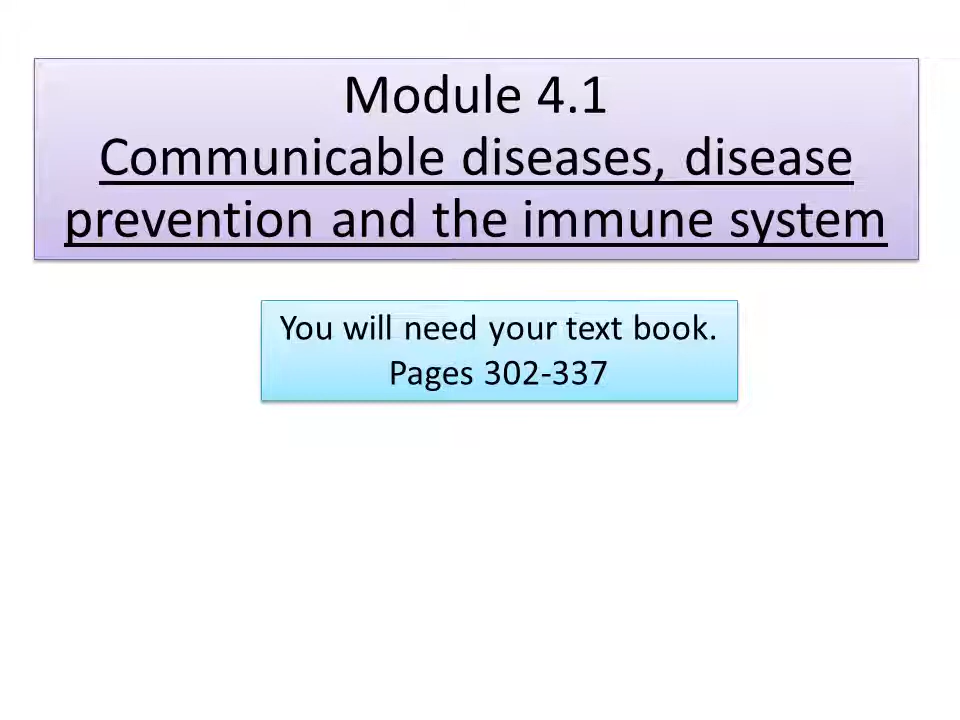 Module 4.1
Communicable diseases, disease
prevention and the immune system
You will need your text book.
Pages 302-337